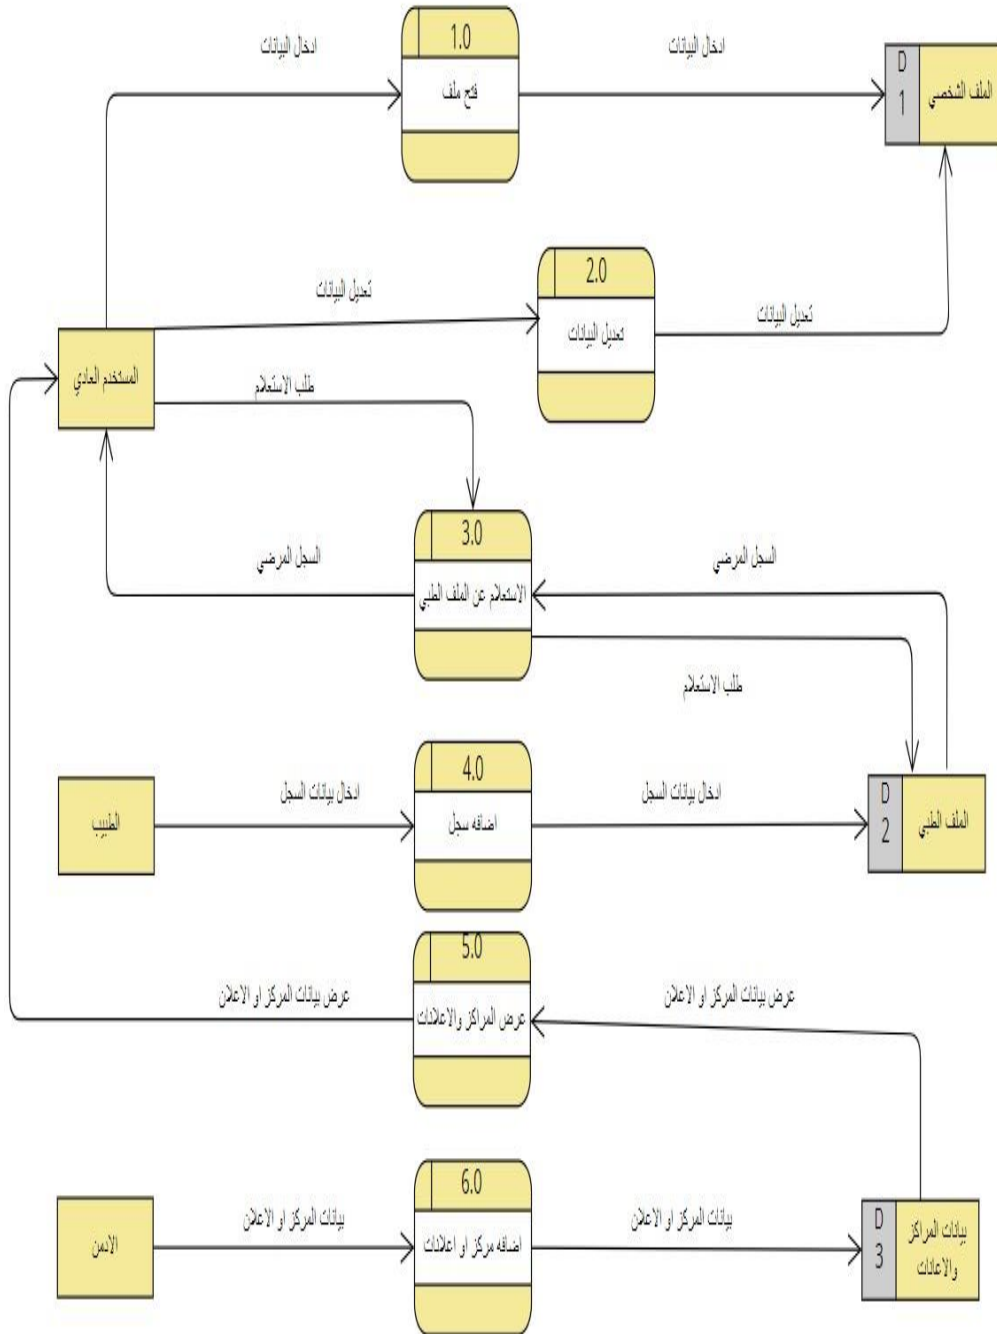 1.0
ادخال البيانات
ادخال البيانات
فتح ملف
D
1
الملف الشخصي
2.0
تعديل البيانات
تعديل البيانات
تعديل البيانات
المستخدم العادي
طلب الاستعلام
3.0
السجل المرضي
السجل المرضي
الاستعلام عن الملف الطبي
طلب الاستعلام
4.0
ادخال بيانات السجل
ادخال بيانات السجل
D
2
الملف الطبي
الطبيب
اضافه سجل
5.0
عرض بيانات المركز او الاعلان
عرض بيانات المركز او الاعلان
عرض المراكز والاعلانات
6.0
بيانات المركز او الاعلان
بيانات المركز او الاعلان
D
3
بيانات المراكز
والاعانات
الادمن
اضافه مركز او اعلانات